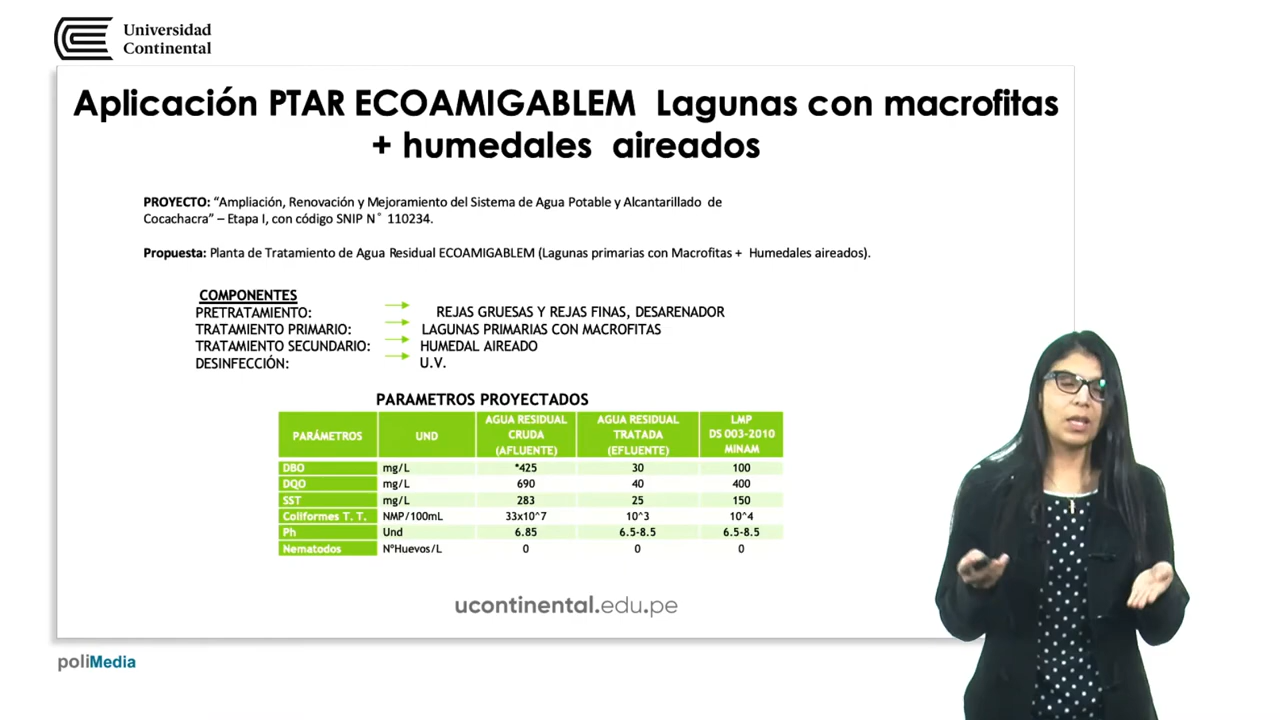 Universidad
Continental
Aplicación PTAR ECOAMIGABLEM Lagunas con macrofitas
+ humedales aireados
PROYECTO: “Ampliación, Renovación y Mejoramiento del Sistema de Agua Potable y Alcantarillado de
Cocachacra” – Etapa I, con código SNIP N° 110234.
Propuesta: Planta de Tratamiento de Agua Residual ECOAMIGABLEM (Lagunas primarias con Macrofitas + Humedales aireados).
COMPONENTES
PRETRATAMIENTO: REJAS GRUESAS Y REJAS FINAS, DESARENADOR
TRATAMIENTO PRIMARIO: LAGUNAS PRIMARIAS CON MACROFITAS
TRATAMIENTO SECUNDARIO: HUMEDAL AIREADO
DESINFECCIÓN: U.V.
PARAMETROS PROYECTADOS
PARÁMETROS UND AGUA RESIDUAL CRUDA (AFLUENTE) AGUA RESIDUAL TRATADA (EFLUENTE) LMP DS 003-2010 MINAM
DBO mg/L *425 30 100
DQO mg/L 690 40 400
SST mg/L 283 25 150
Coliformes T. T. NMP/100mL 33x10^7 10^3 10^4
Ph Und 6.85 6.5-8.5 6.5-8.5
Nematodos N°Huevos/L 0 0 0
ucontinental.edu.pe
poliMedia